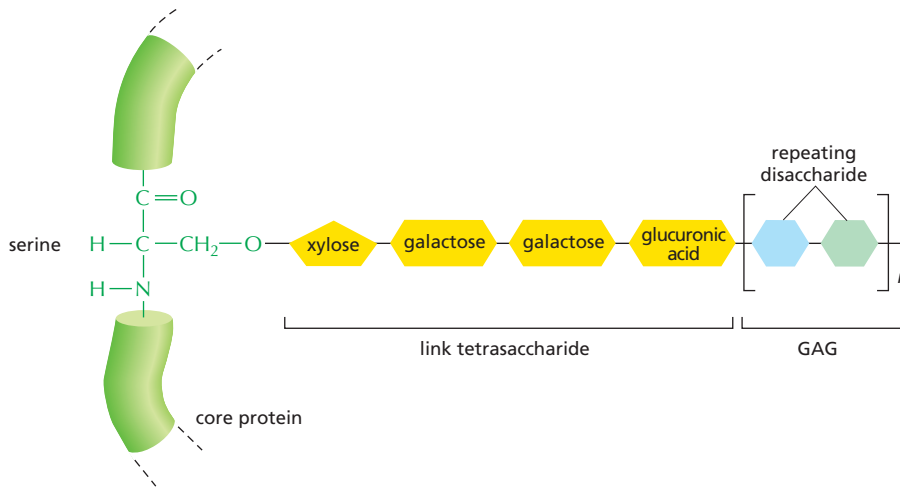 repeating
disaccharide
C=O
serine
H—C—CH₂—O
xylose
galactose
galactose
glucuronic
acid
H—N
link tetrasaccharide
GAG
core protein